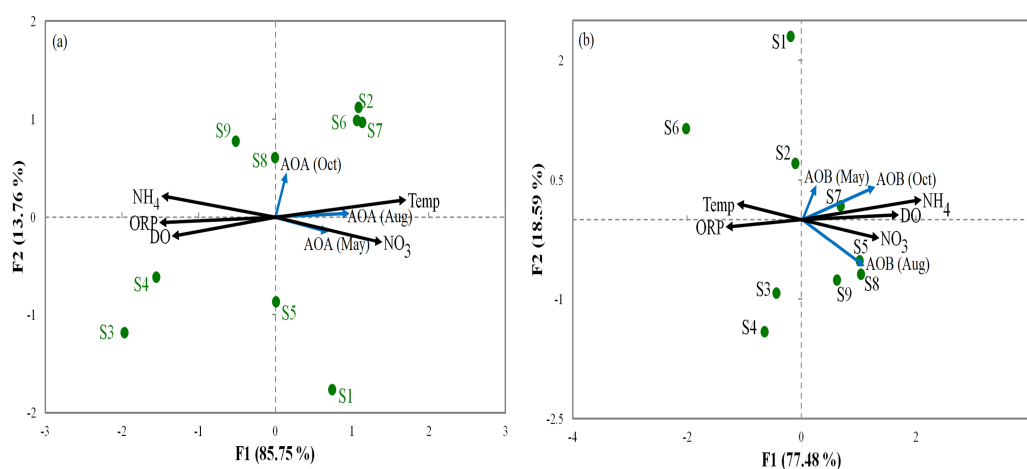 (a)
2
1
0
-1
-2
-3
-2
-1
0
1
2
3
F2 (13.76 %)
F1 (85.75 %)
S2
S6
S7
S9
S8
AOA (Oct)
NH4
Temp
AOA (Aug)
ORP
DO
AOA (May)
NO3
S4
S5
S3
S1
(b)
2
0.5
-1
-2.5
-4
-2
0
2
F2 (18.59 %)
F1 (77.48 %)
S1
S6
S2
AOB (May)
AOB (Oct)
S7
NH4
Temp
DO
ORP
NO3
S5
AOB (Aug)
S8
S9
S3
S4